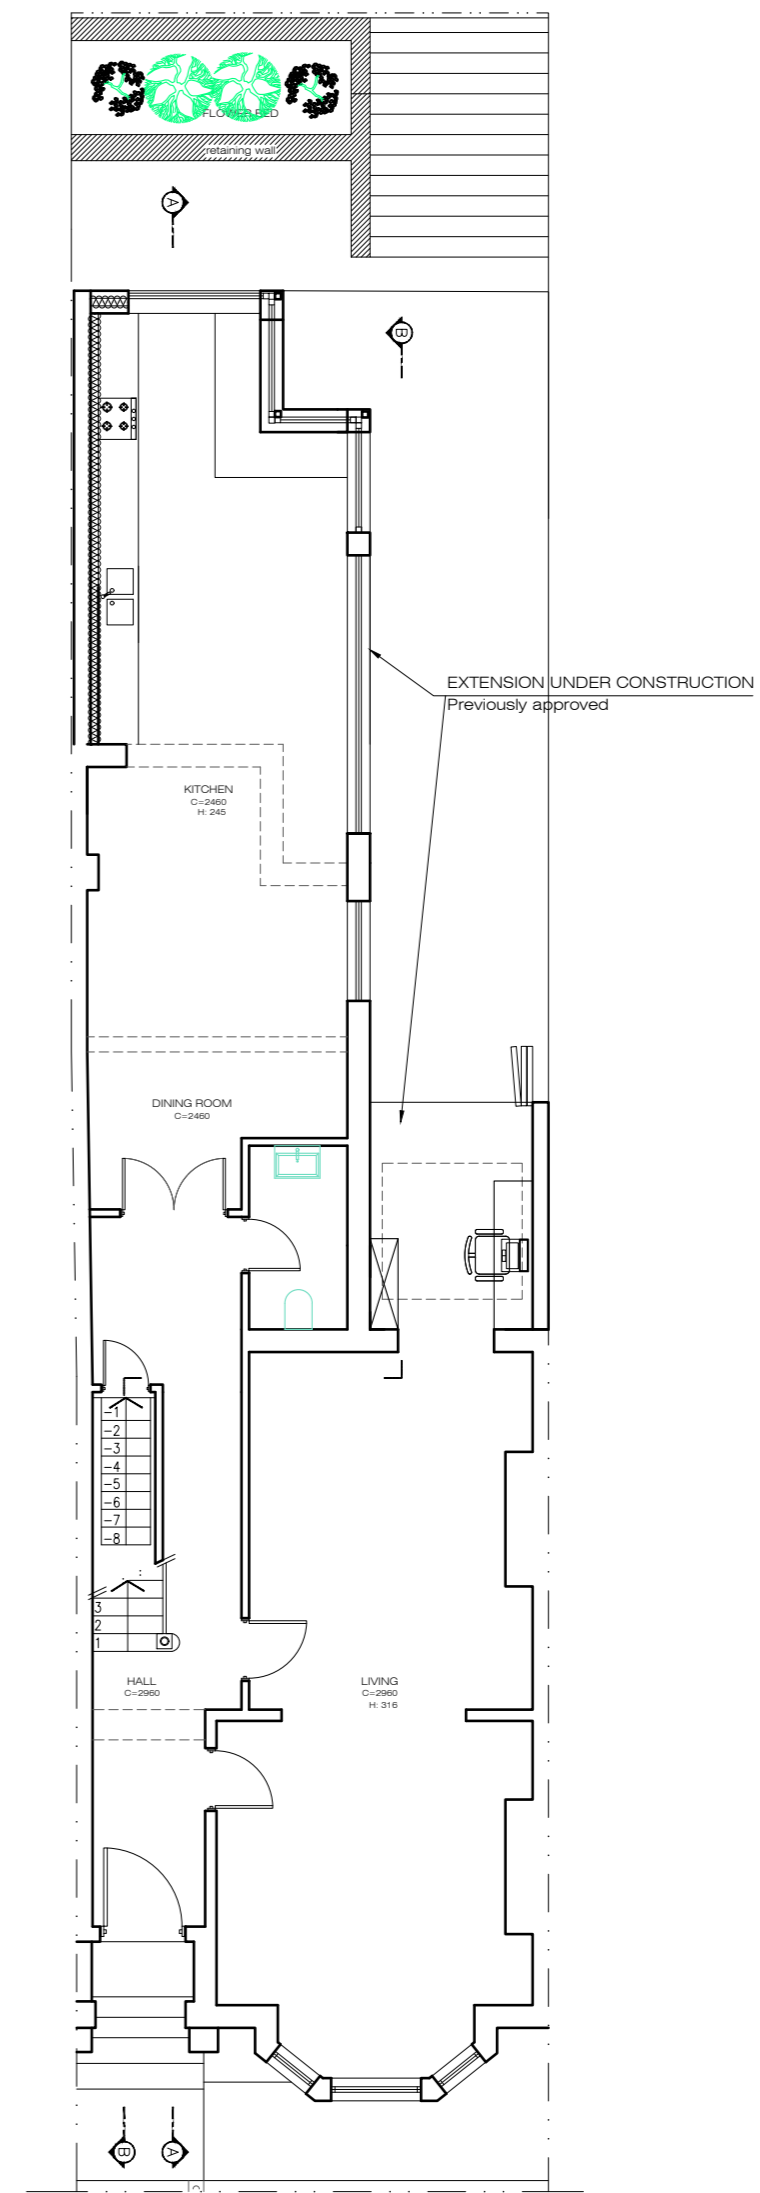 FLOWER BED
retaining wall
A
B
EXTENSION UNDER CONSTRUCTION
Previously approved
KITCHEN
C=2460
H: 245
DINING ROOM
C=2460
-1
-2
-3
-4
-5
-6
-7
-8
3
2
1
HALL
C=2960
LIVING
C=2960
H: 316
B
A